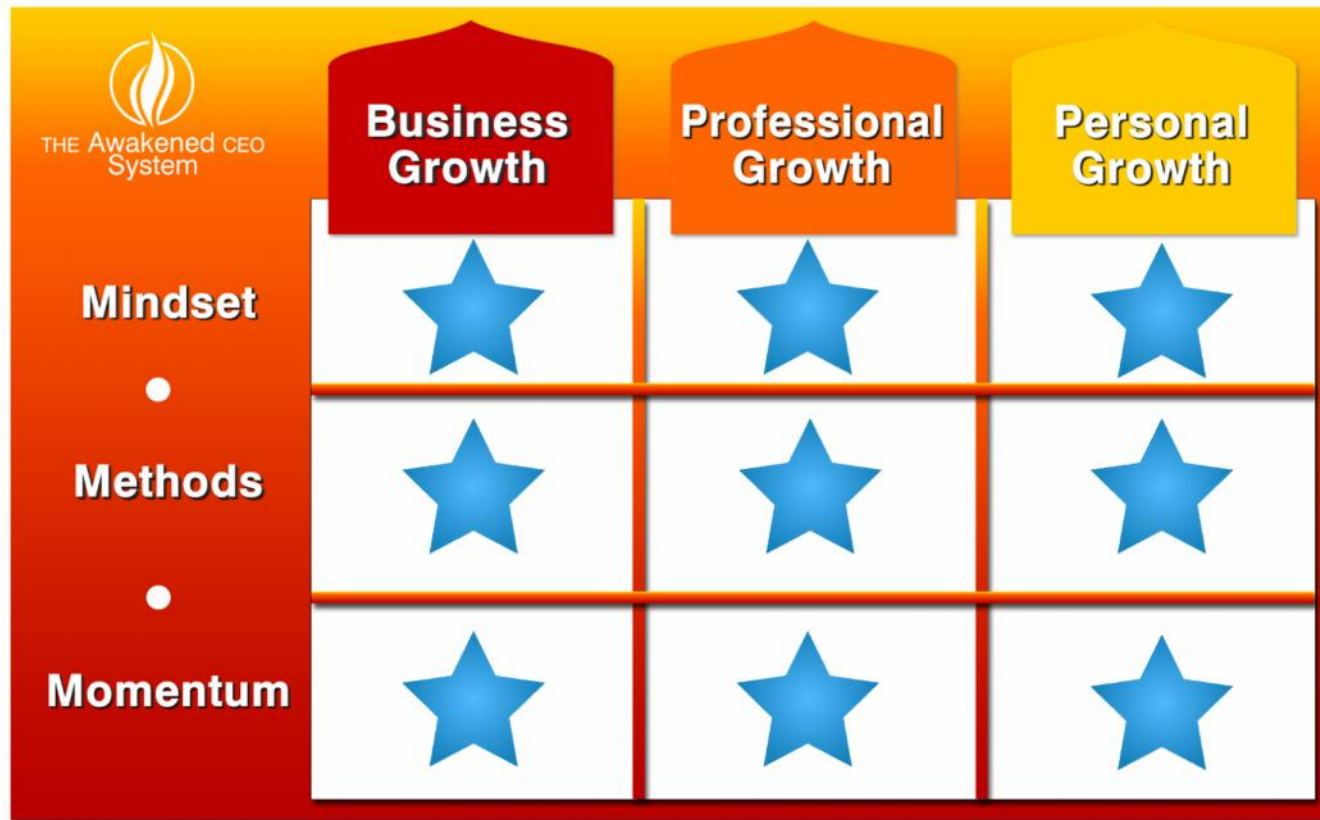 THE Awakened CEO
System
Business
Growth
Professional
Growth
Personal
Growth
Mindset
Methods
Momentum